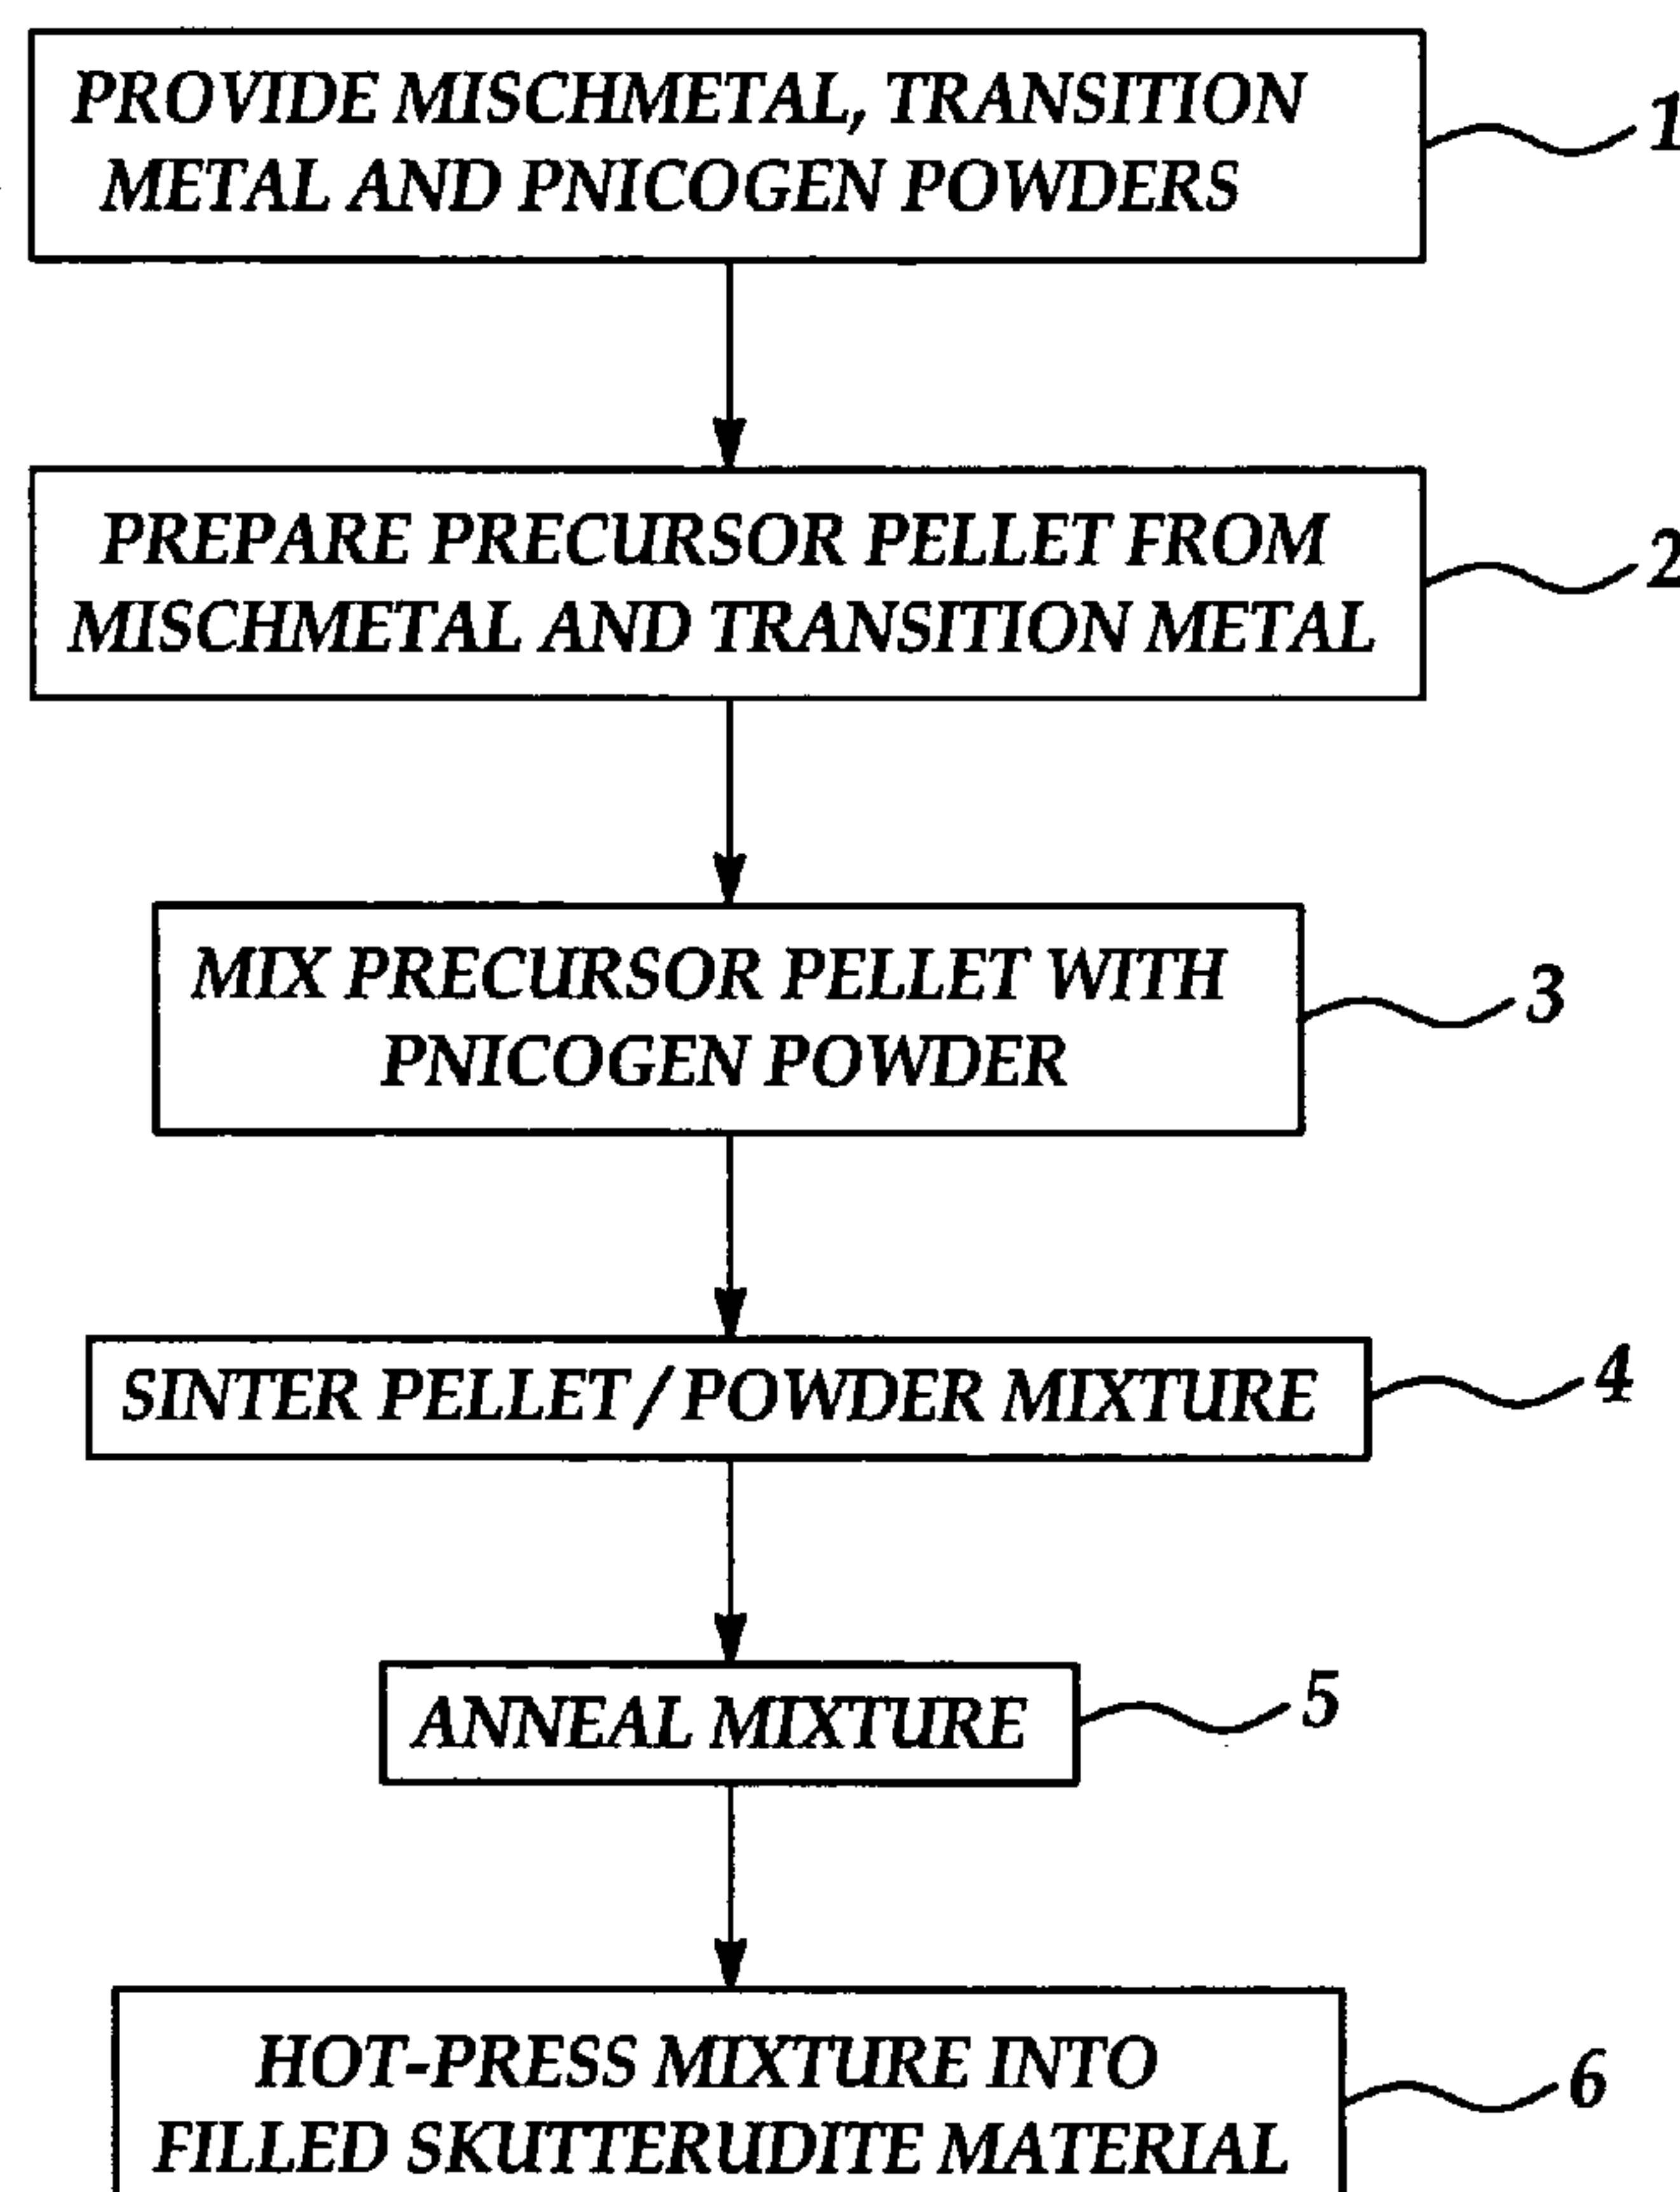 PROVIDE MISCHMETAL, TRANSITION
METAL AND PNICOGEN POWDERS
1
PREPARE PRECURSOR PELLET FROM
MISCHMETAL AND TRANSITION METAL
2
MIX PRECURSOR PELLET WITH
PNICOGEN POWDER
3
SINTER PELLET/POWDER MIXTURE
4
ANNEAL MIXTURE
5
HOT-PRESS MIXTURE INTO
FILLED SKUTTERUDITE MATERIAL
6